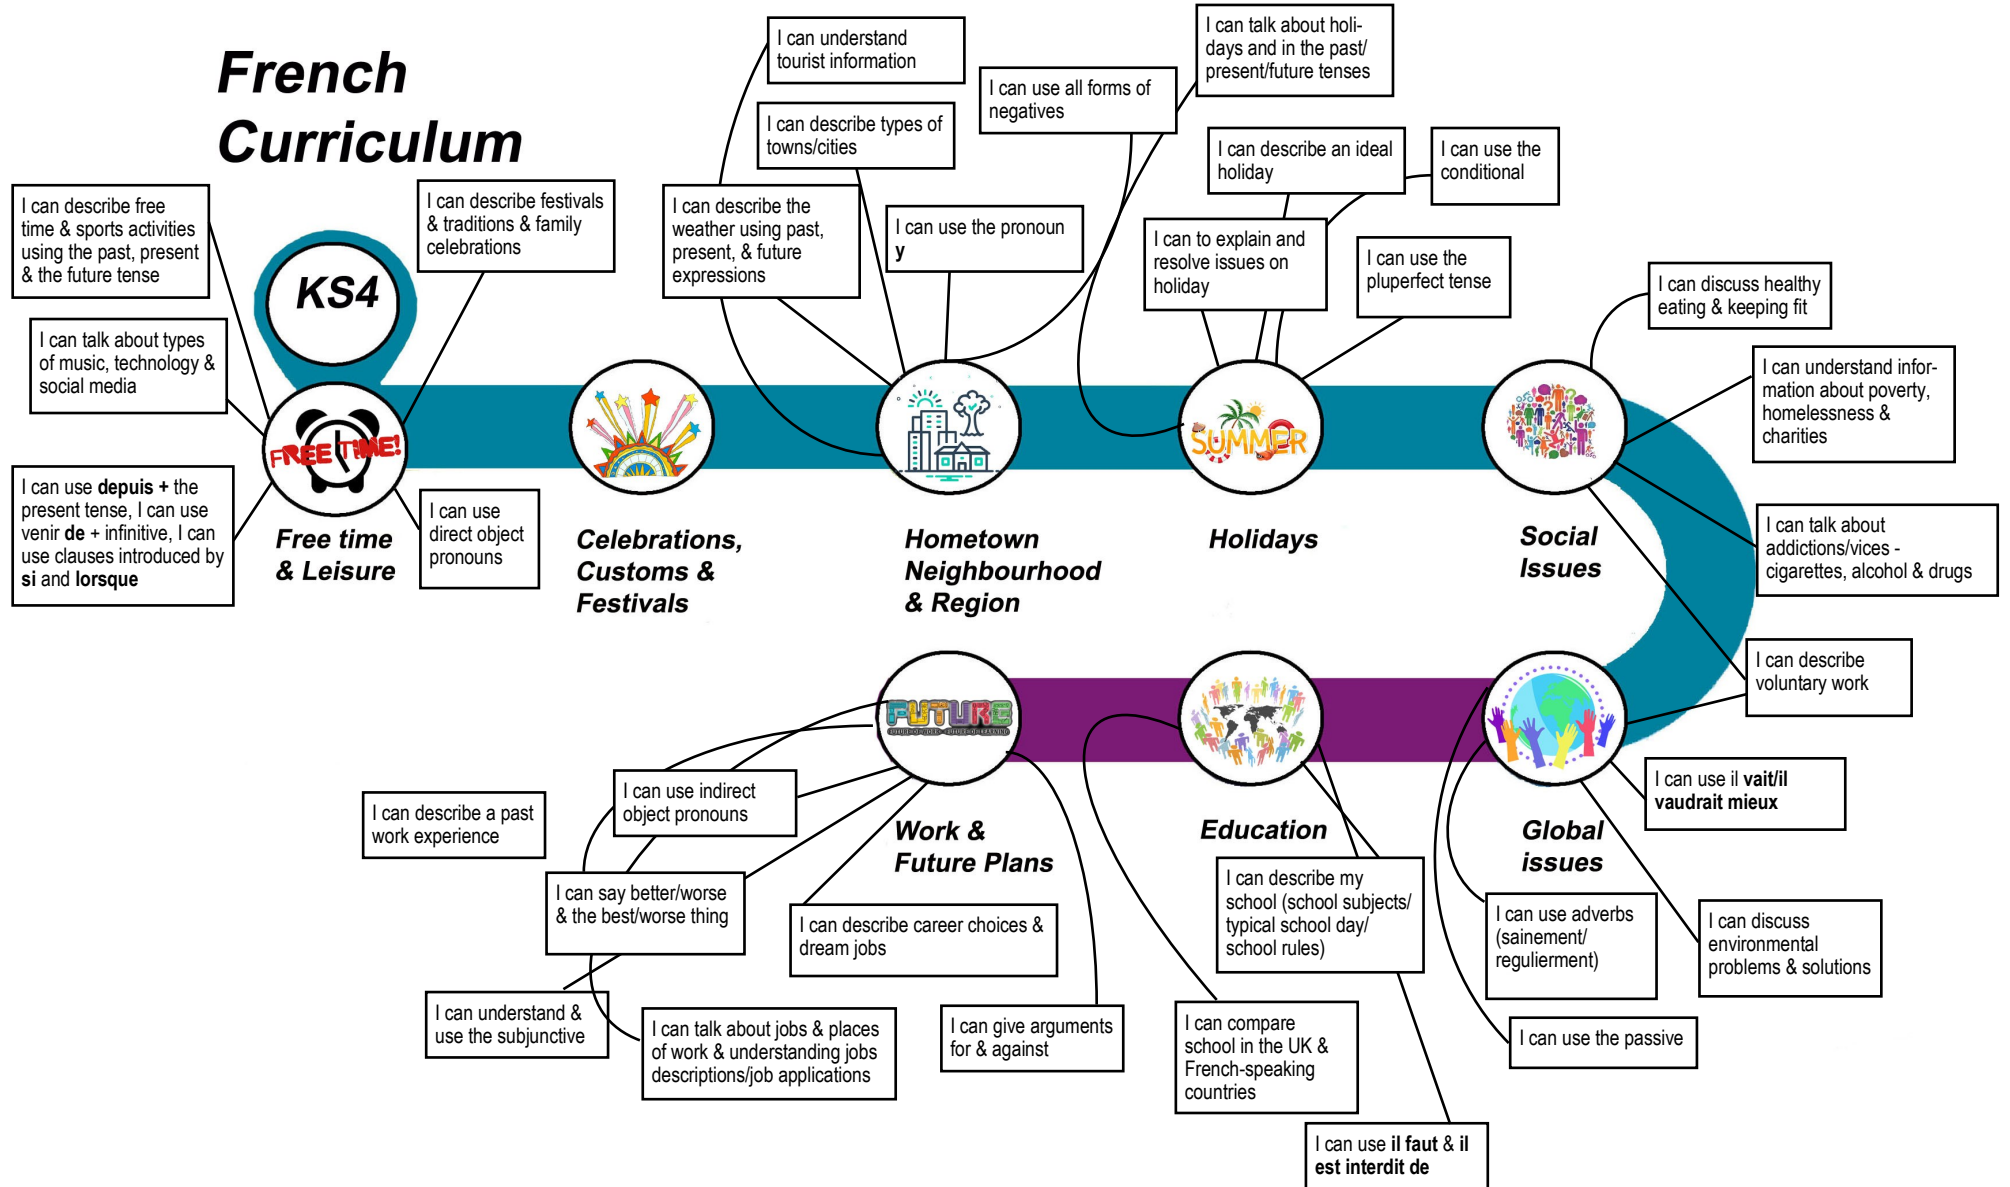 French
Curriculum
I can understand
tourist information
I can use all forms of
negatives
I can talk about holi-
days and in the past/
present/future tenses
I can describe types of
towns/cities
I can describe an ideal
holiday
I can use the
conditional
I can describe free
time & sports activities
using the past, present
& the future tense
KS4
I can describe festivals
& traditions & family
celebrations
I can describe the
weather using past,
present, & future
expressions
I can use the pronoun
y
I can to explain and
resolve issues on
holiday
I can use the
pluperfect tense
I can discuss healthy
eating & keeping fit
I can talk about types
of music, technology &
social media
I can understand infor-
mation about poverty,
homelessness &
charities
FREE TIME!
SUMMER
I can use depuis + the
present tense, I can use
venir de + infinitive, I can
use clauses introduced by
si and lorsque
Free time
& Leisure
I can use
direct object
pronouns
Celebrations,
Customs &
Festivals
Hometown
Neighbourhood
& Region
Holidays
Social
Issues
I can talk about
addictions/vices -
cigarettes, alcohol & drugs
I can describe
voluntary work
FUTURE
FUTURE OF WORK - FUTURE OF LEARNING
I can use il vait/il
vaudrait mieux
I can describe a past
work experience
I can use indirect
object pronouns
Work &
Future Plans
Education
Global
issues
I can say better/worse
& the best/worse thing
I can describe career choices &
dream jobs
I can describe my
school (school subjects/
typical school day/
school rules)
I can use adverbs
(sainement/
regulierment)
I can discuss
environmental
problems & solutions
I can understand &
use the subjunctive
I can talk about jobs & places
of work & understanding jobs
descriptions/job applications
I can give arguments
for & against
I can compare
school in the UK &
French-speaking
countries
I can use the passive
I can use il faut & il
est interdit de